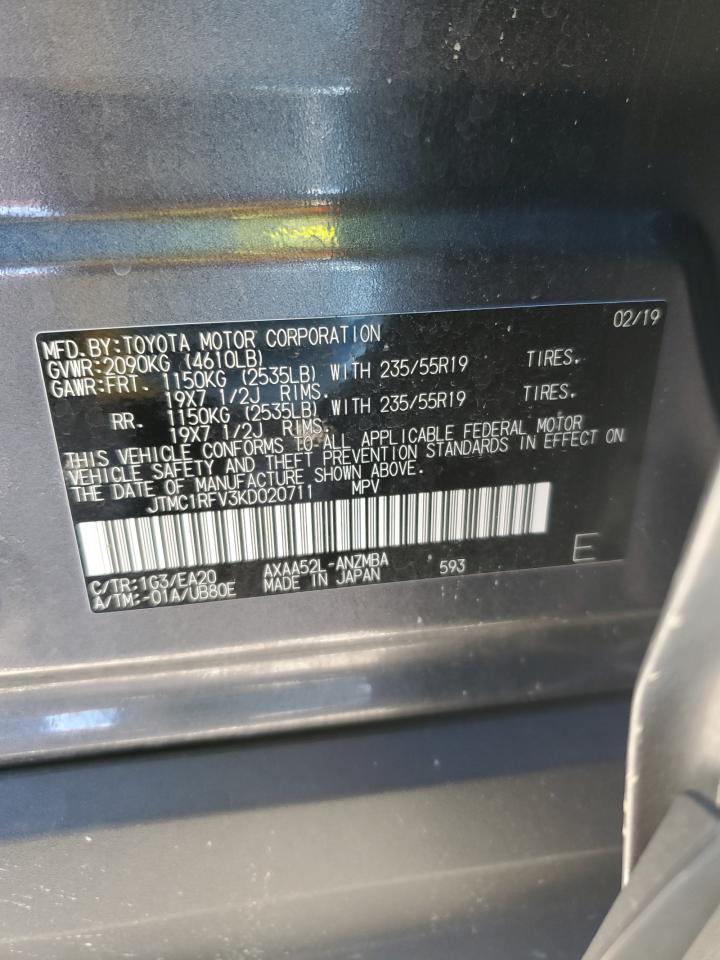 MFD.BY:TOYOTA MOTOR CORPORATION 02/19
GVWR:2090KG (4610LB)
GAWR:FRT. 1150KG (2535LB) WITH 235/55R19 TIRES.
19X7 1/2J RIMS.
RR. 1150KG (2535LB) WITH 235/55R19 TIRES.
19X7 1/2J RIMS.
THIS VEHICLE CONFORMS TO ALL APPLICABLE FEDERAL MOTOR
VEHICLE SAFETY AND THEFT PREVENTION STANDARDS IN EFFECT ON
THE DATE OF MANUFACTURE SHOWN ABOVE.
JTMC1RFV3KD020711 MPV
C/TR:1G3/EA20 AXAA52L-ANZMBA 593 E
A/TM:-01A/UB80E MADE IN JAPAN